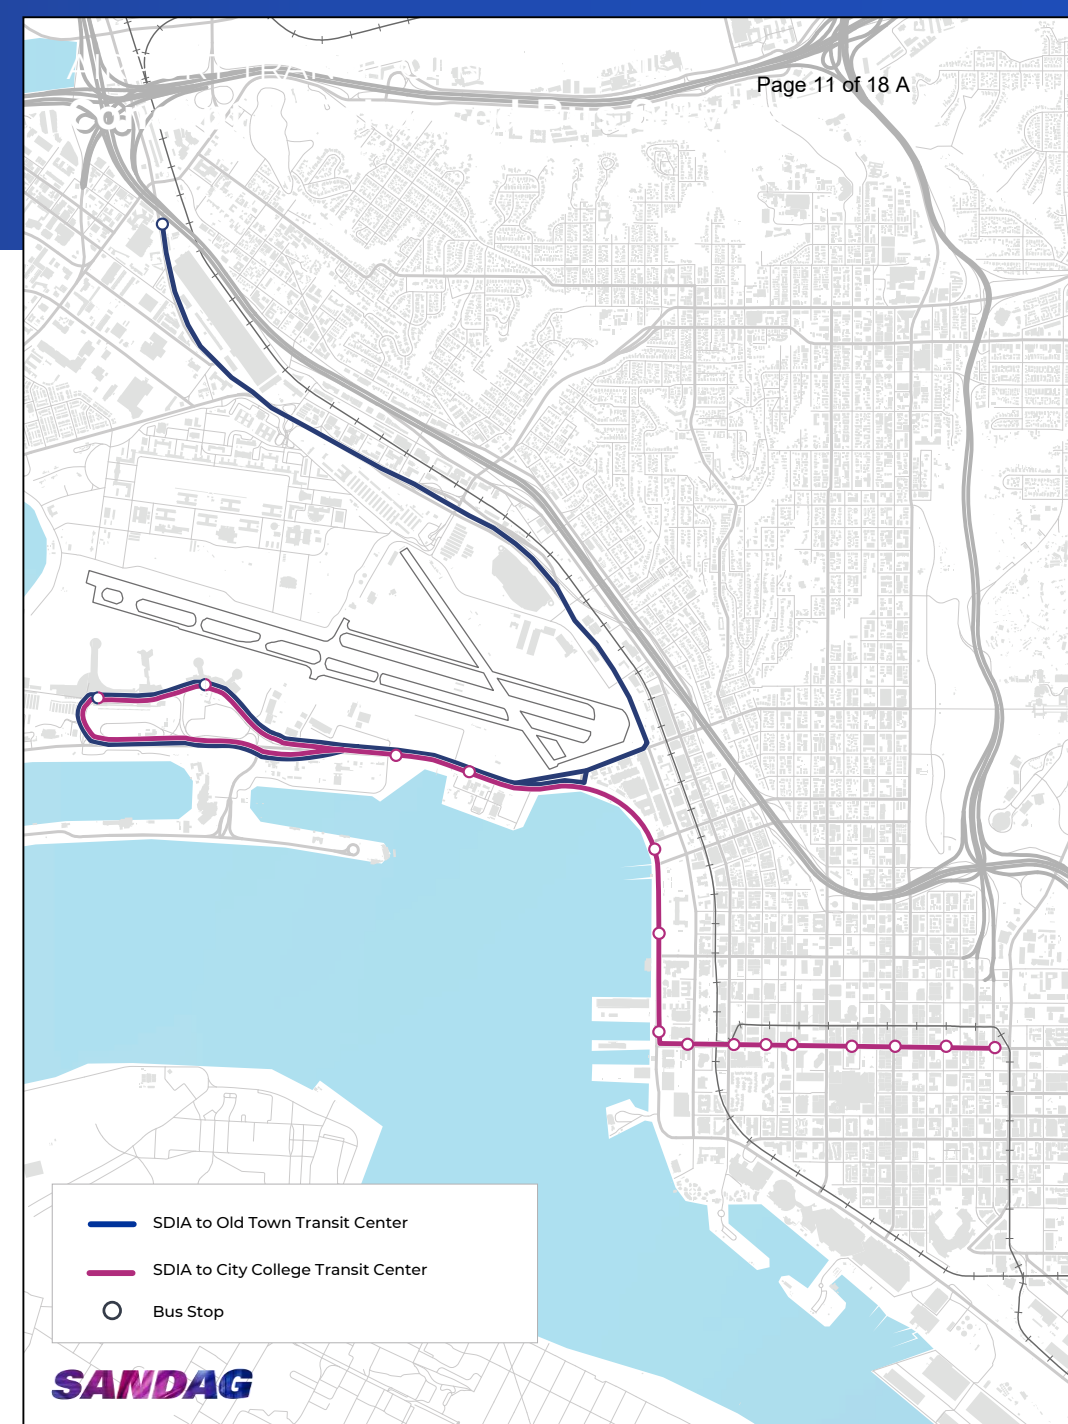 Page 11 of 18 A
SDIA to Old Town Transit Center
SDIA to City College Transit Center
Bus Stop
SANDAG